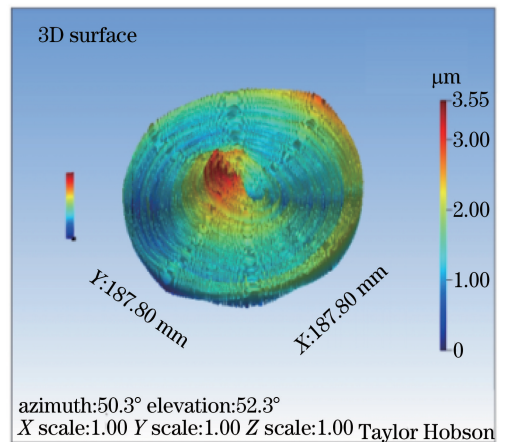 3D surface
μm
3.55
3.00
2.00
1.00
0
Y:187.80 mm
X:187.80 mm
azimuth:50.3° elevation:52.3°
X scale:1.00 Y scale:1.00 Z scale:1.00 Taylor Hobson